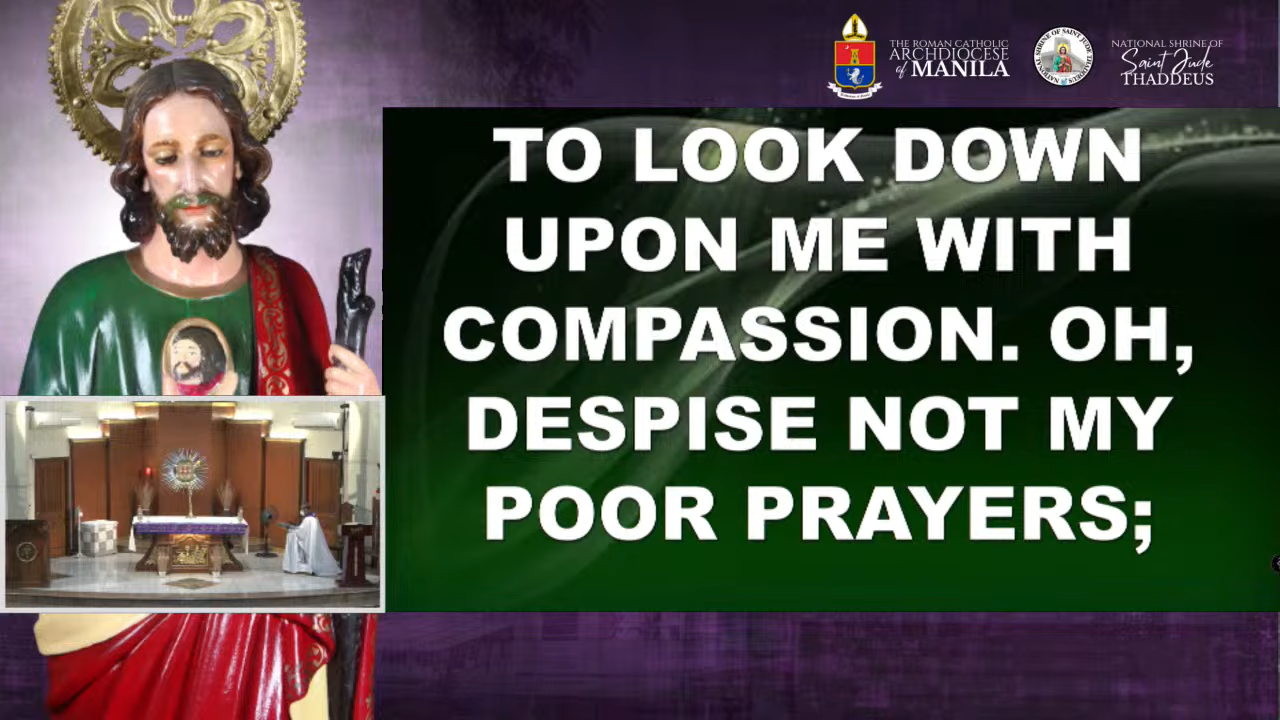 THE ROMAN CATHOLIC
ARCHDIOCESE
of MANILA
NATIONAL SHRINE OF
Saint Jude
THADDEUS
TO LOOK DOWN
UPON ME WITH
COMPASSION. OH,
DESPISE NOT MY
POOR PRAYERS;